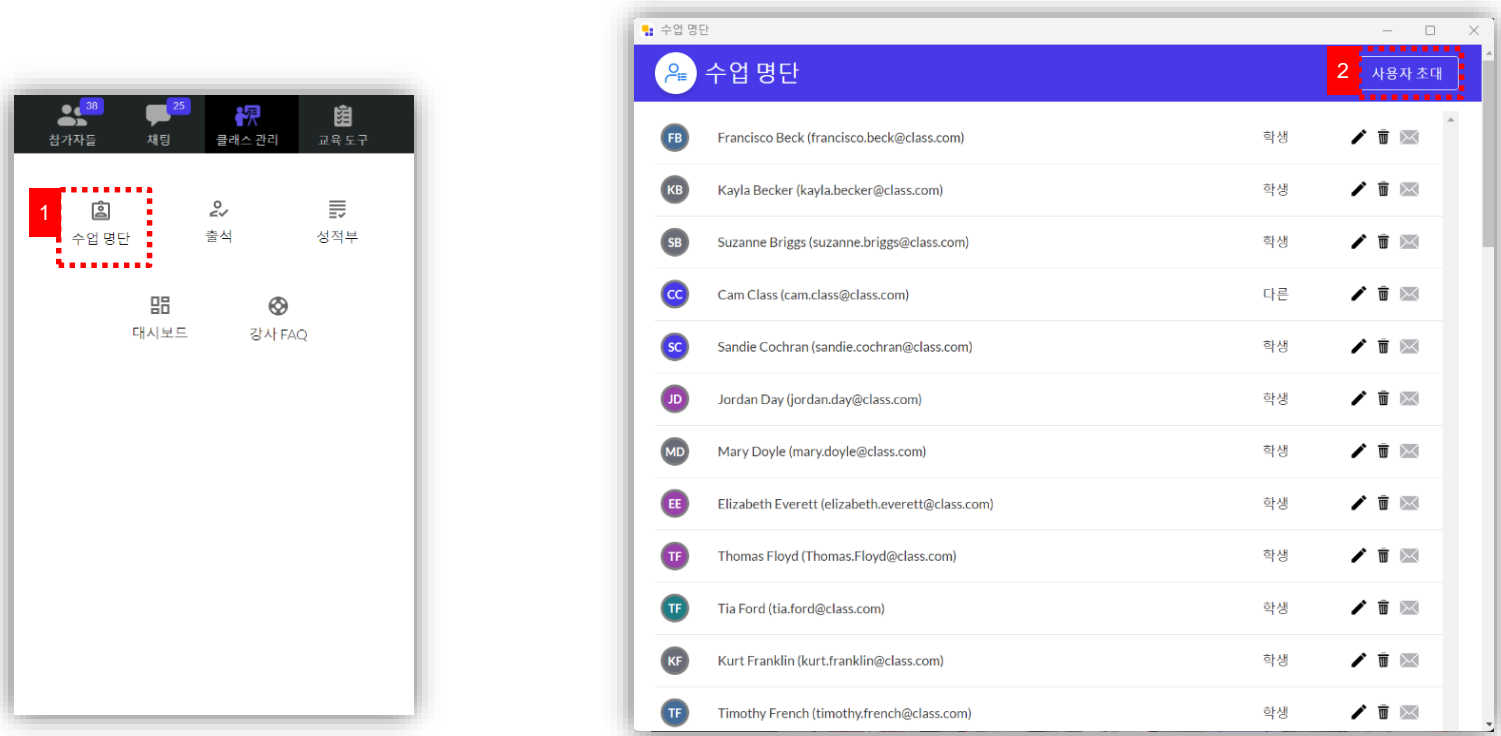 38
25
참가자들
채팅
클래스 관리
교육 도구
1
수업 명단
출석
성적부
대시보드
강사 FAQ
수업 명단
수업 명단
2
사용자 초대
FB Francisco Beck (francisco.beck@class.com) 학생
KB Kayla Becker (kayla.becker@class.com) 학생
SB Suzanne Briggs (suzanne.briggs@class.com) 학생
CC Cam Class (cam.class@class.com) 다른
SC Sandie Cochran (sandie.cochran@class.com) 학생
JD Jordan Day (jordan.day@class.com) 학생
MD Mary Doyle (mary.doyle@class.com) 학생
EE Elizabeth Everett (elizabeth.everett@class.com) 학생
TF Thomas Floyd (Thomas.Floyd@class.com) 학생
TF Tia Ford (tia.ford@class.com) 학생
KF Kurt Franklin (kurt.franklin@class.com) 학생
TF Timothy French (timothy.french@class.com) 학생